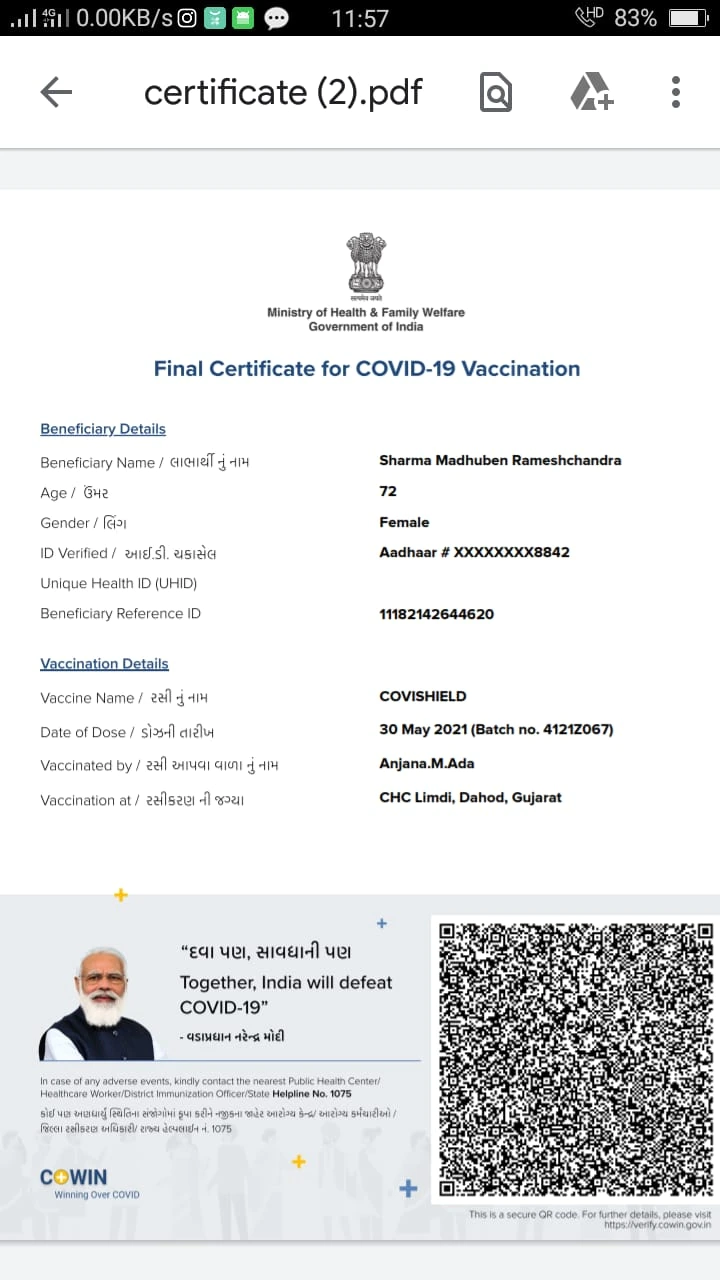 4G 0.00KB/s 11:57 HD 83%
certificate (2).pdf
सत्यमेव जयते
Ministry of Health & Family Welfare
Government of India
Final Certificate for COVID-19 Vaccination
Beneficiary Details
Beneficiary Name / લાભાર્થી નું નામ Sharma Madhuben Rameshchandra
Age / ઉંમર 72
Gender / લિંગ Female
ID Verified / આઈ.ડી. ચકાસેલ Aadhaar # XXXXXXXX8842
Unique Health ID (UHID)
Beneficiary Reference ID 11182142644620
Vaccination Details
Vaccine Name / રસી નું નામ COVISHIELD
Date of Dose / ડોઝની તારીખ 30 May 2021 (Batch no. 4121Z067)
Vaccinated by / રસી આપવા વાળા નું નામ Anjana.M.Ada
Vaccination at / રસીકરણ ની જગ્યા CHC Limdi, Dahod, Gujarat
“દવા પણ, સાવધાની પણ
Together, India will defeat
COVID-19”
- વડાપ્રધાન નરેન્દ્ર મોદી
In case of any adverse events, kindly contact the nearest Public Health Center/
Healthcare Worker/District Immunization Officer/State Helpline No. 1075
કોઈ પણ અણધાર્યુ સ્થિતિના સંજોગોમાં કૃપા કરીને નજીકના જાહેર આરોગ્ય કેન્દ્ર/ આરોગ્ય કર્મચારીઓ /
જિલ્લા રસીકરણ અધિકારી/ રાજ્ય હેલ્પલાઈન નં. 1075
COWIN
Winning Over COVID
This is a secure QR code. For further details, please visit
https://verify.cowin.gov.in